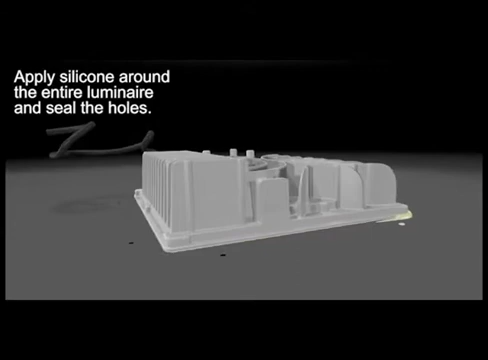 Apply silicone around
the entire luminaire
and seal the holes.